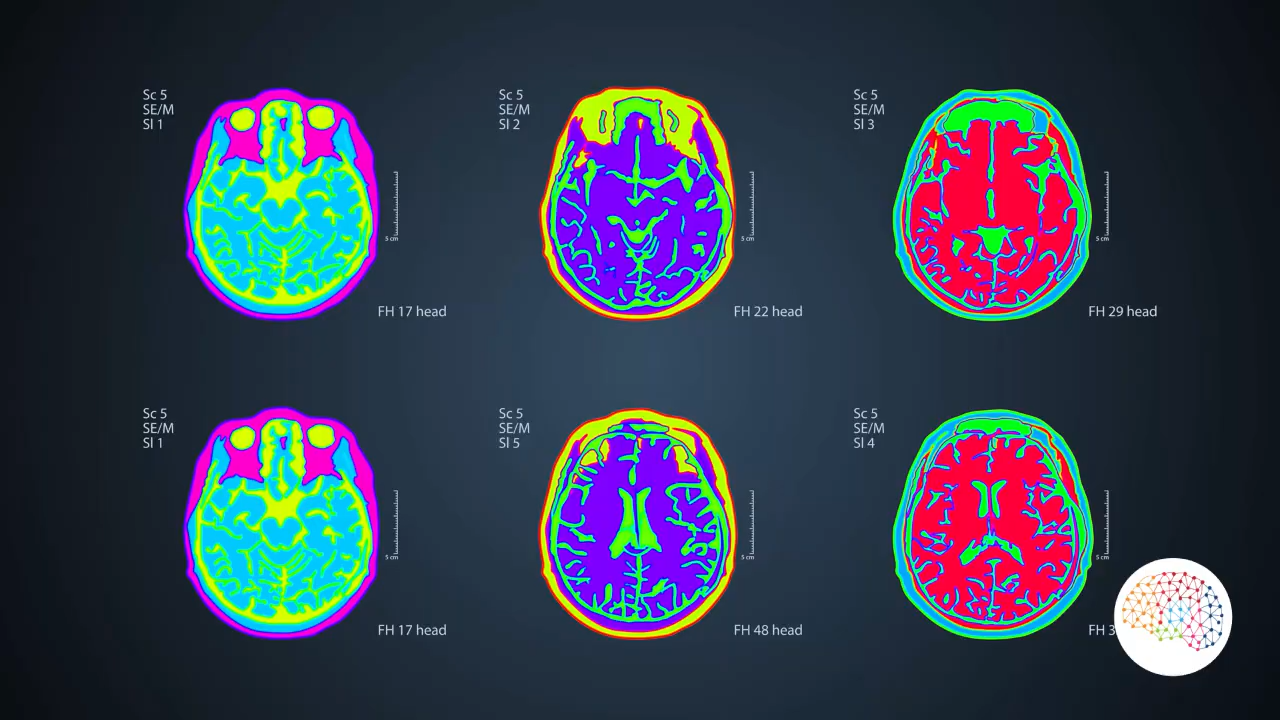 Sc 5
SE/M
Sl 1
5 cm
FH 17 head
Sc 5
SE/M
Sl 2
5 cm
FH 22 head
Sc 5
SE/M
Sl 3
5 cm
FH 29 head
Sc 5
SE/M
Sl 1
5 cm
FH 17 head
Sc 5
SE/M
Sl 5
5 cm
FH 48 head
Sc 5
SE/M
Sl 4
5 cm
FH 3